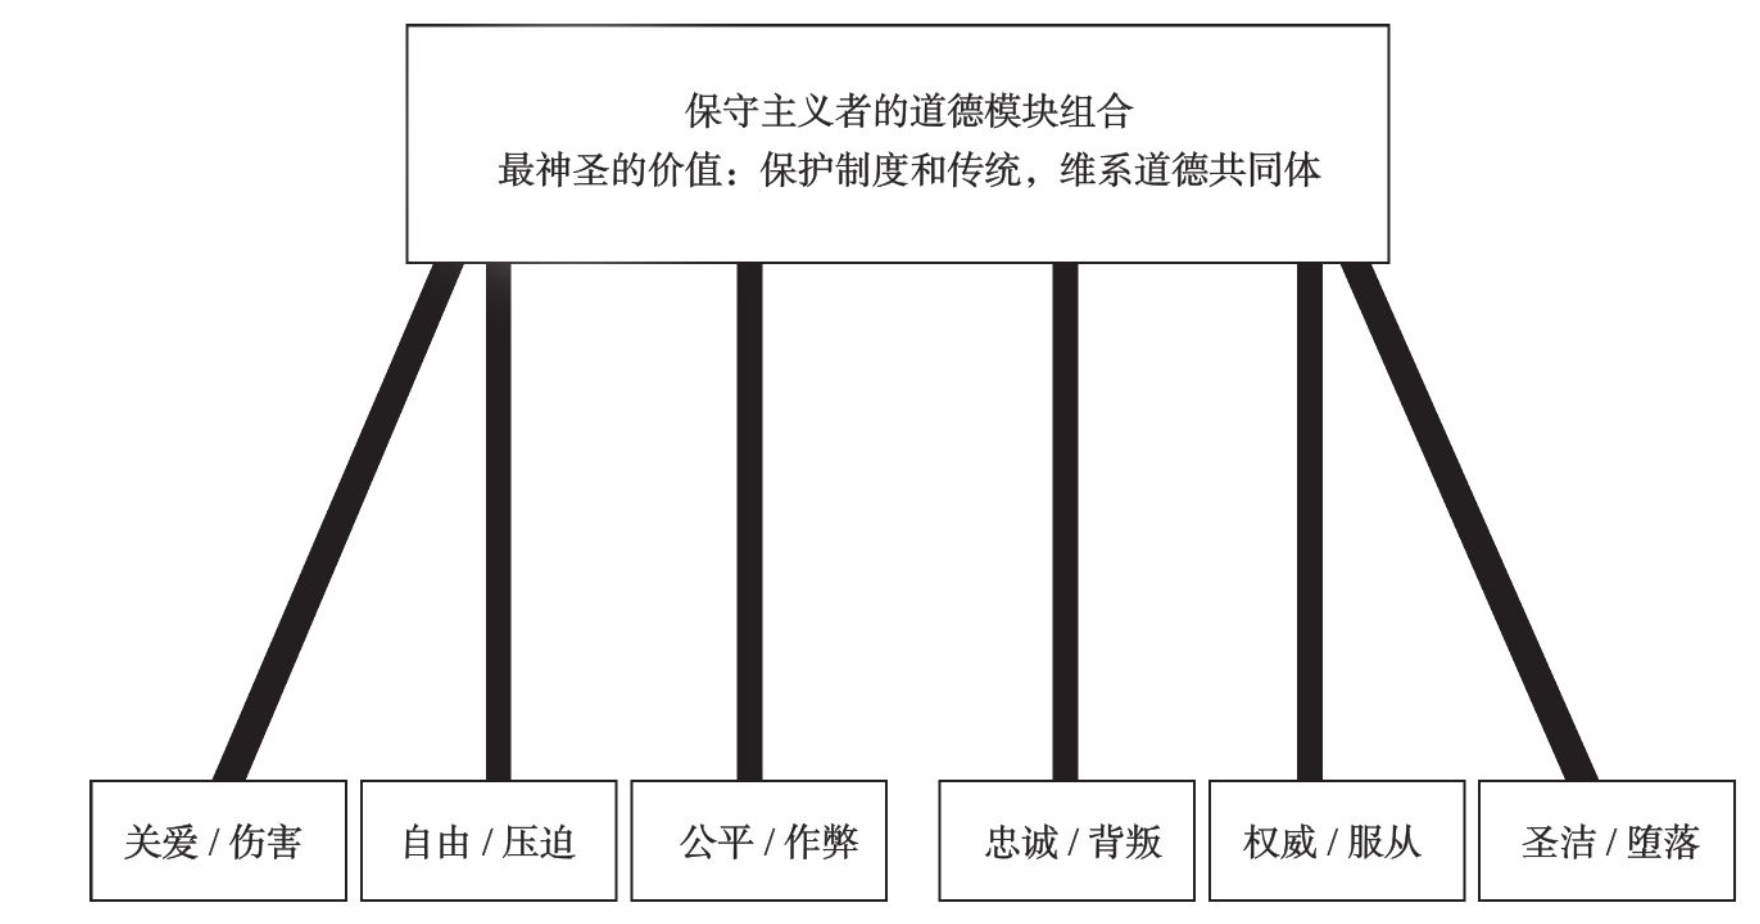 保守主义者的道德模块组合
最神圣的价值：保护制度和传统，维系道德共同体
关爱 / 伤害
自由 / 压迫
公平 / 作弊
忠诚 / 背叛
权威 / 服从
圣洁 / 堕落